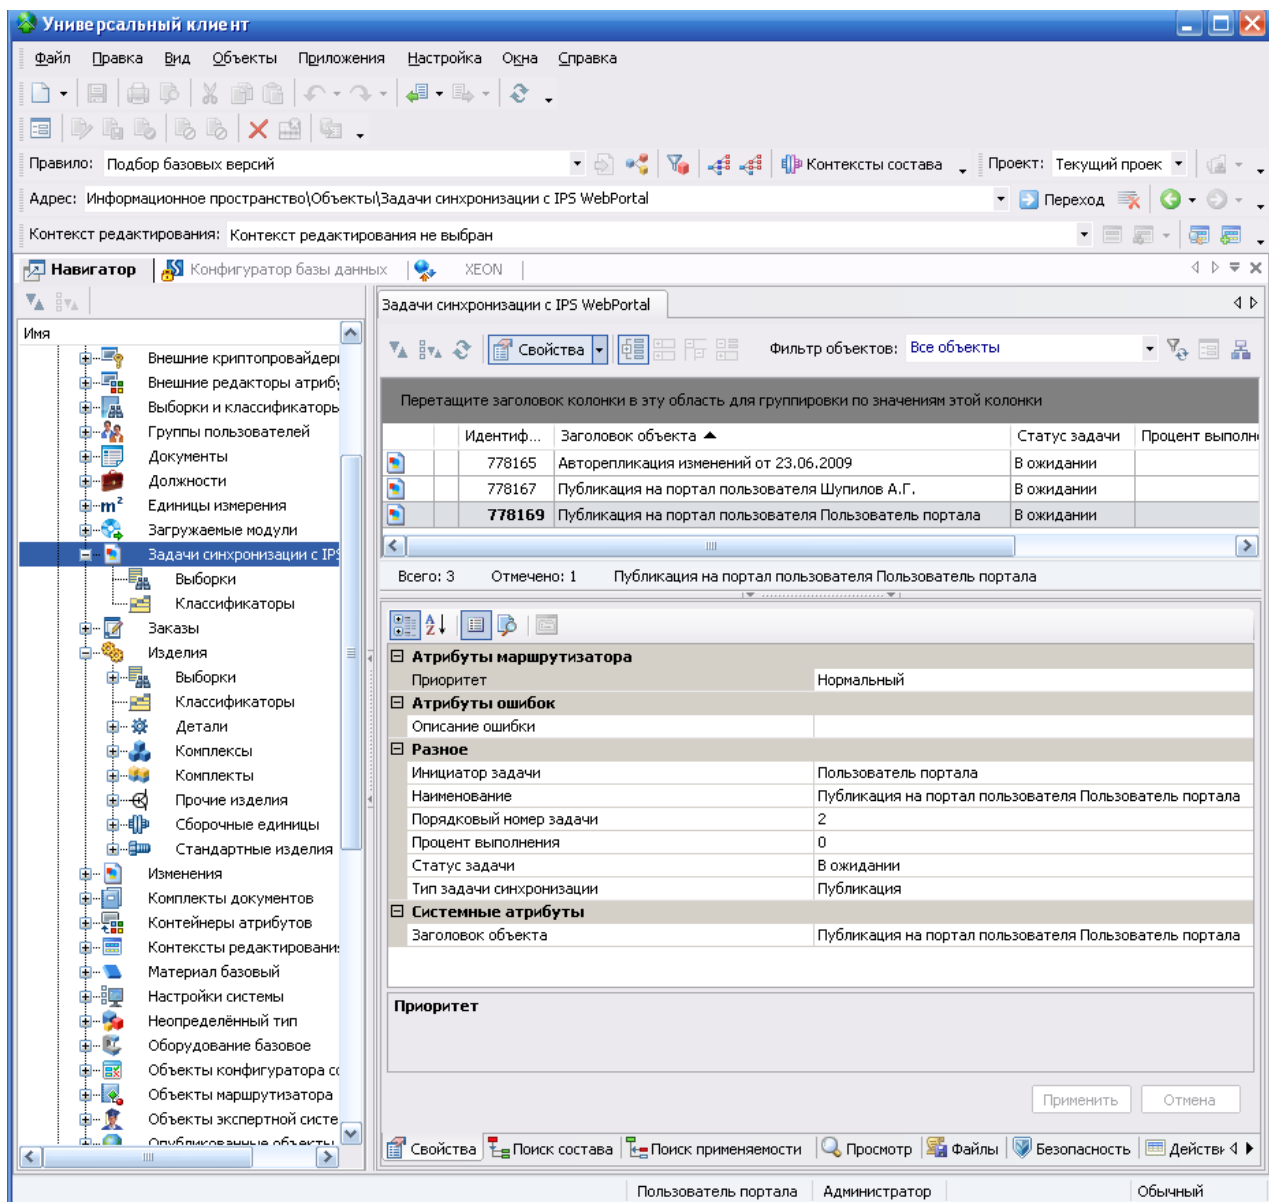 Универсальный клиент
Файл Правка Вид Объекты Приложения Настройка Окна Справка
Правило: Подбор базовых версий Контексты состава Проект: Текущий проек
Адрес: Информационное пространство\Объекты\Задачи синхронизации с IPS WebPortal Переход
Контекст редактирования: Контекст редактирования не выбран
Навигатор Конфигуратор базы данных XEON
Имя
Внешние криптопровайдер
Внешние редакторы атриб
Выборки и классификаторы
Группы пользователей
Документы
Должности
m² Единицы измерения
Загружаемые модули
Задачи синхронизации с IPS
Выборки
Классификаторы
Заказы
Изделия
Выборки
Классификаторы
Детали
Комплексы
Комплекты
Прочие изделия
Сборочные единицы
Стандартные изделия
Изменения
Комплекты документов
Контейнеры атрибутов
Контексты редактировани
Материал базовый
Настройки системы
Неопределённый тип
Оборудование базовое
Объекты конфигуратора со
Объекты маршрутизатора
Объекты экспертной систе
Опубликованные объекты
Задачи синхронизации с IPS WebPortal
Свойства Фильтр объектов: Все объекты
Перетащите заголовок колонки в эту область для группировки по значениям этой колонки
Идентиф... Заголовок объекта Статус задачи Процент выполн
778165 Авторепликация изменений от 23.06.2009 В ожидании
778167 Публикация на портал пользователя Шупилов А.Г. В ожидании
778169 Публикация на портал пользователя Пользователь портала В ожидании
Всего: 3 Отмечено: 1 Публикация на портал пользователя Пользователь портала
Атрибуты маршрутизатора
Приоритет Нормальный
Атрибуты ошибок
Описание ошибки
Разное
Инициатор задачи Пользователь портала
Наименование Публикация на портал пользователя Пользователь портала
Порядковый номер задачи 2
Процент выполнения 0
Статус задачи В ожидании
Тип задачи синхронизации Публикация
Системные атрибуты
Заголовок объекта Публикация на портал пользователя Пользователь портала
Приоритет
Применить Отмена
Свойства Поиск состава Поиск применяемости Просмотр Файлы Безопасность Действ
Пользователь портала Администратор Обычный